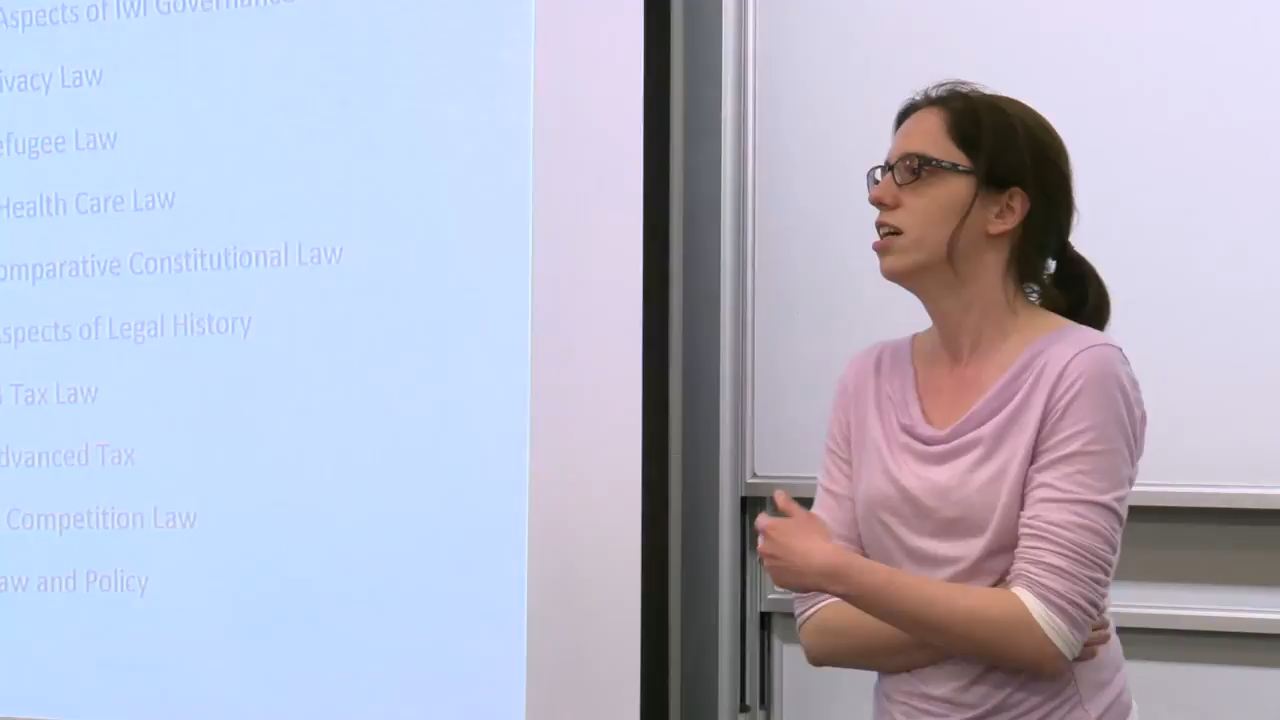 Aspects of Iwi Governance
ivacy Law
efugee Law
Health Care Law
omparative Constitutional Law
spects of Legal History
Tax Law
dvanced Tax
Competition Law
aw and Policy